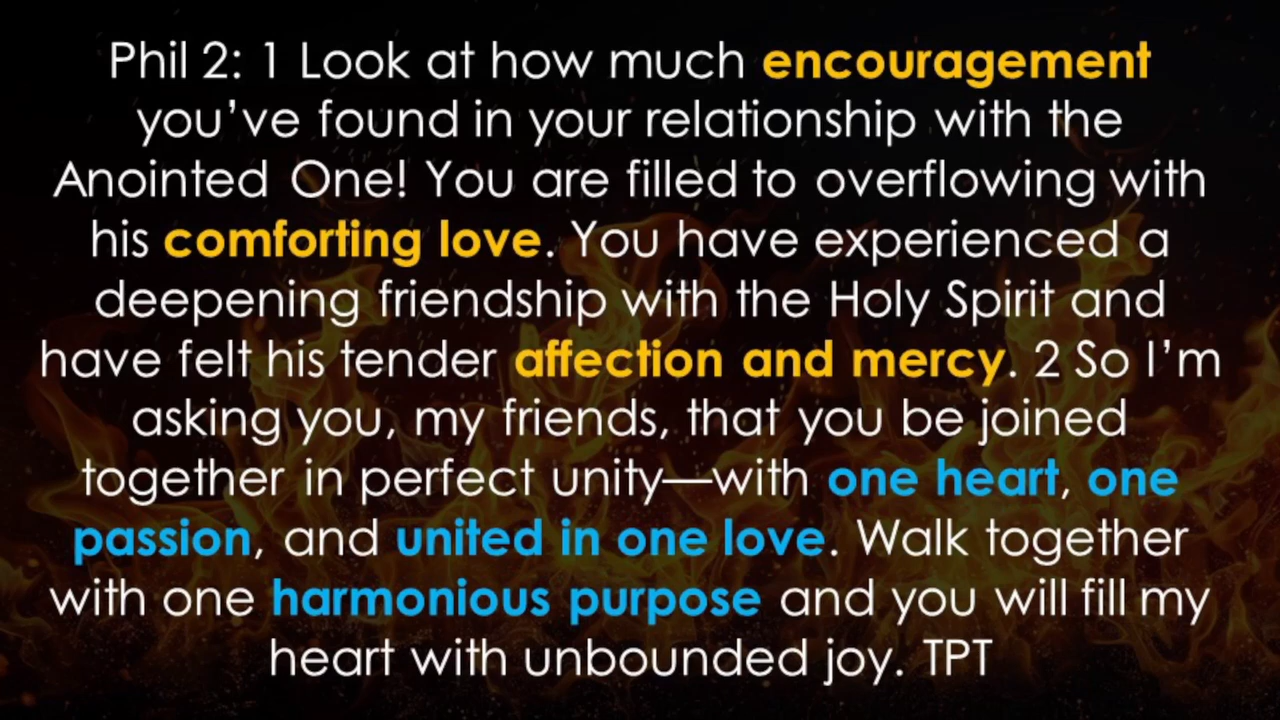 Phil 2: 1 Look at how much encouragement
you’ve found in your relationship with the
Anointed One! You are filled to overflowing with
his comforting love. You have experienced a
deepening friendship with the Holy Spirit and
have felt his tender affection and mercy. 2 So I’m
asking you, my friends, that you be joined
together in perfect unity—with one heart, one
passion, and united in one love. Walk together
with one harmonious purpose and you will fill my
heart with unbounded joy. TPT